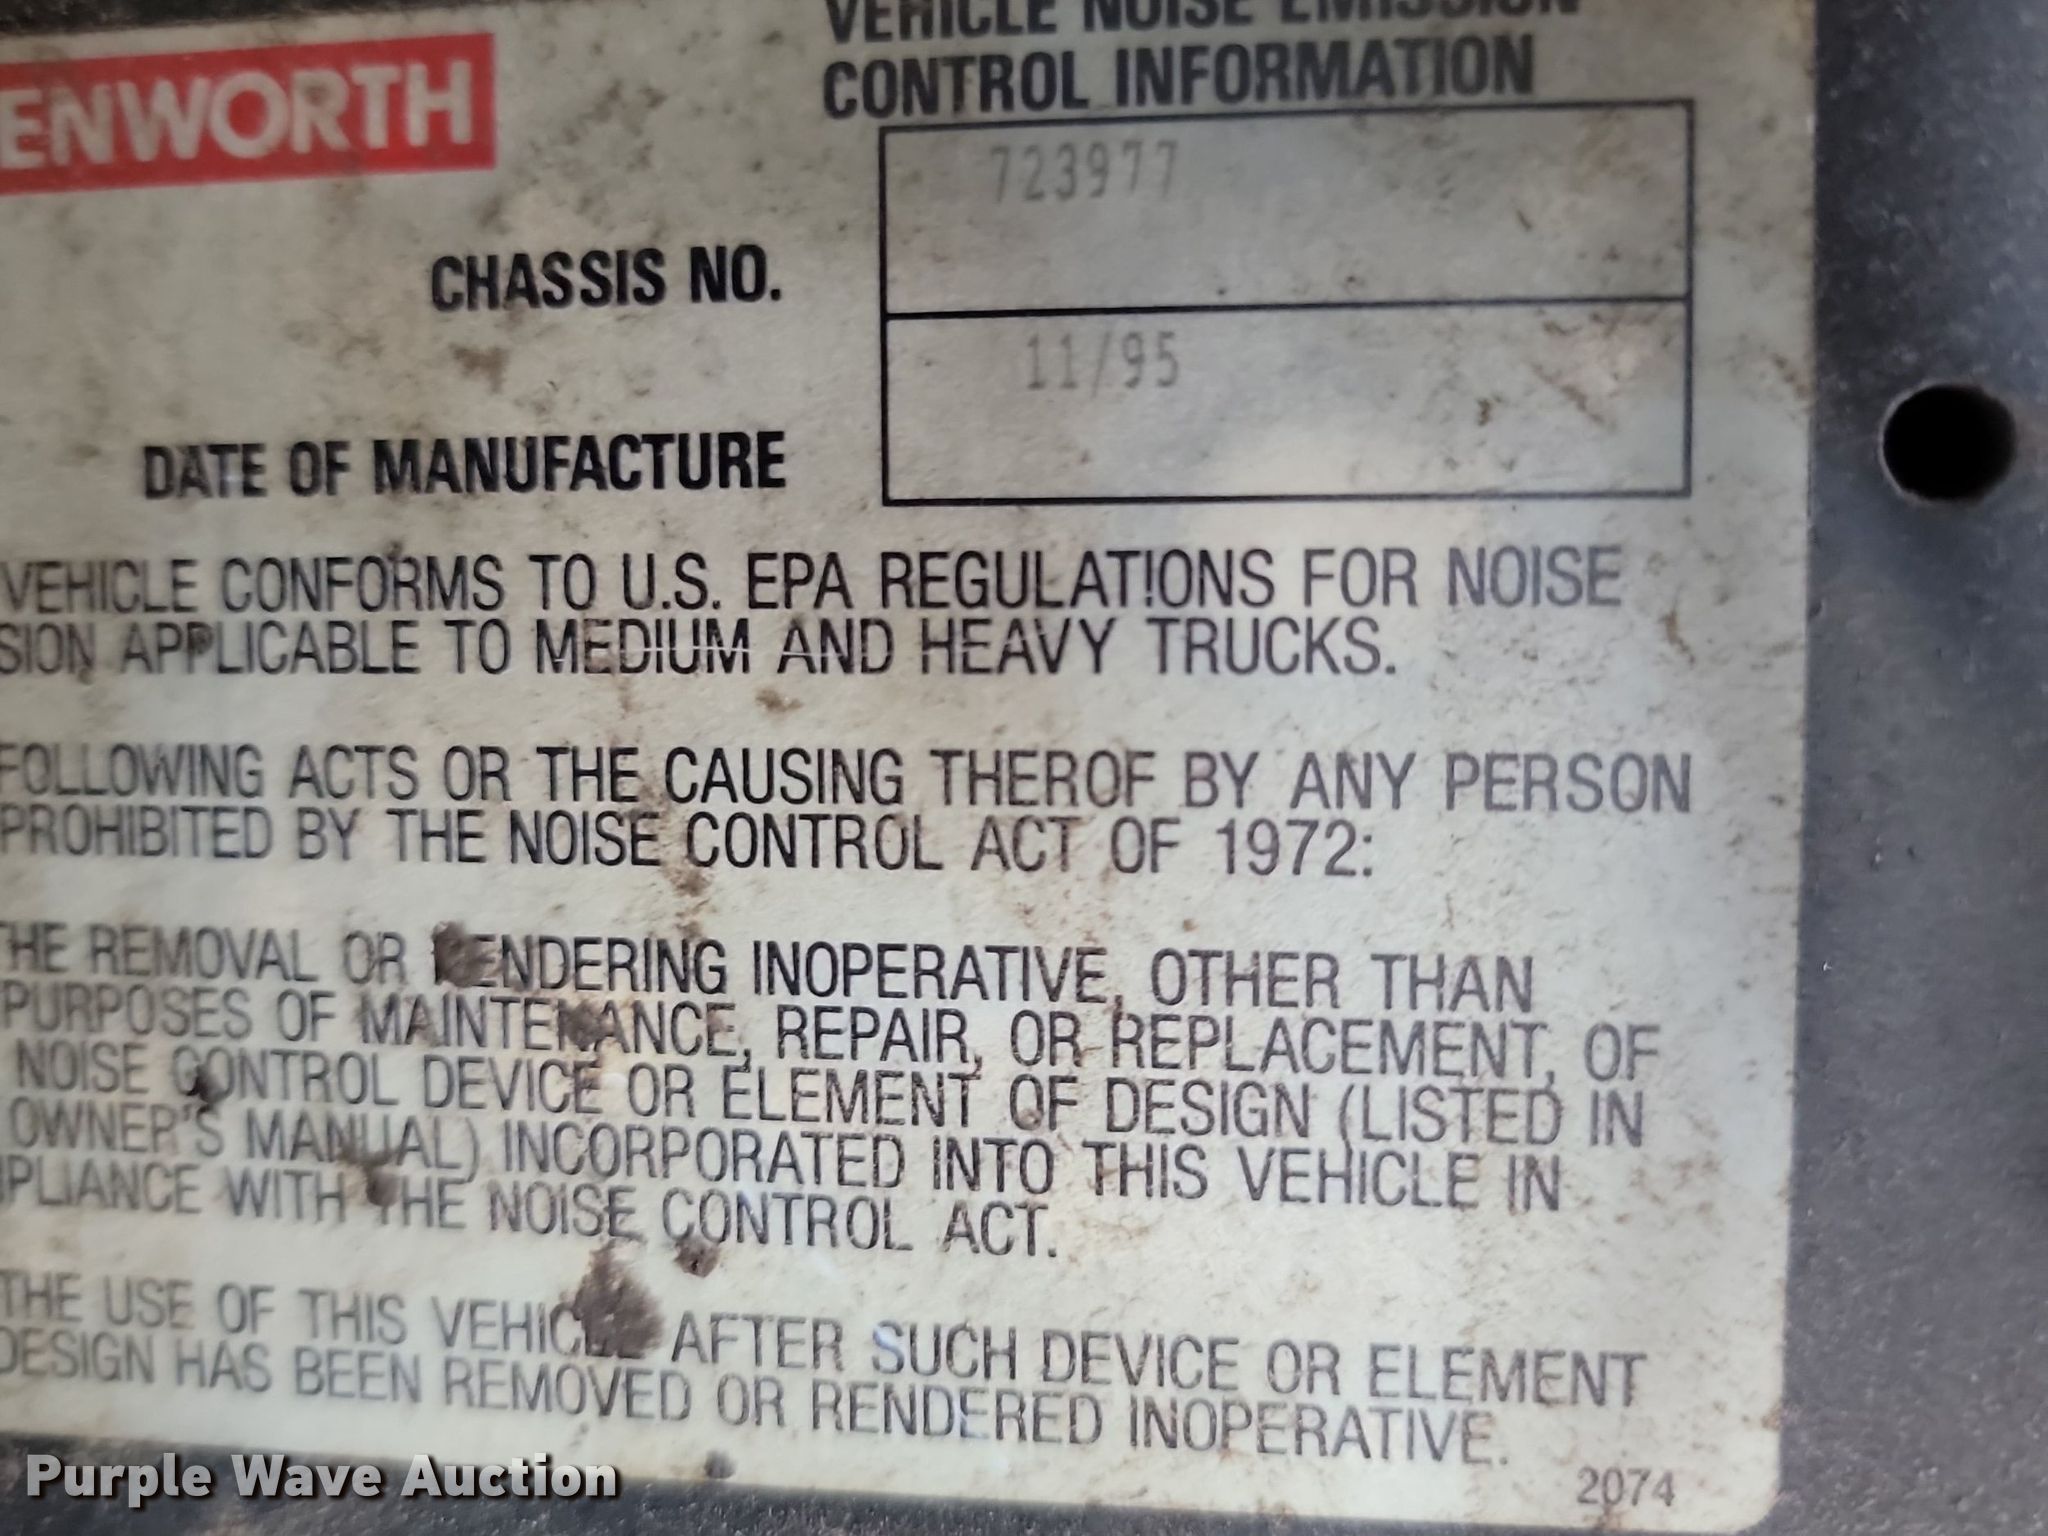 VEHICLE NOISE EMISSION
ENWORTH
CONTROL INFORMATION
723977
CHASSIS NO.
11/95
DATE OF MANUFACTURE
VEHICLE CONFORMS TO U.S. EPA REGULATIONS FOR NOISE
SION APPLICABLE TO MEDIUM AND HEAVY TRUCKS.
FOLLOWING ACTS OR THE CAUSING THEROF BY ANY PERSON
PROHIBITED BY THE NOISE CONTROL ACT OF 1972:
THE REMOVAL OR RENDERING INOPERATIVE, OTHER THAN
PURPOSES OF MAINTENANCE, REPAIR, OR REPLACEMENT, OF
NOISE CONTROL DEVICE OR ELEMENT OF DESIGN (LISTED IN
OWNER'S MANUAL) INCORPORATED INTO THIS VEHICLE IN
MPLIANCE WITH THE NOISE CONTROL ACT.
THE USE OF THIS VEHICLE AFTER SUCH DEVICE OR ELEMENT
DESIGN HAS BEEN REMOVED OR RENDERED INOPERATIVE.
2074
Purple Wave Auction